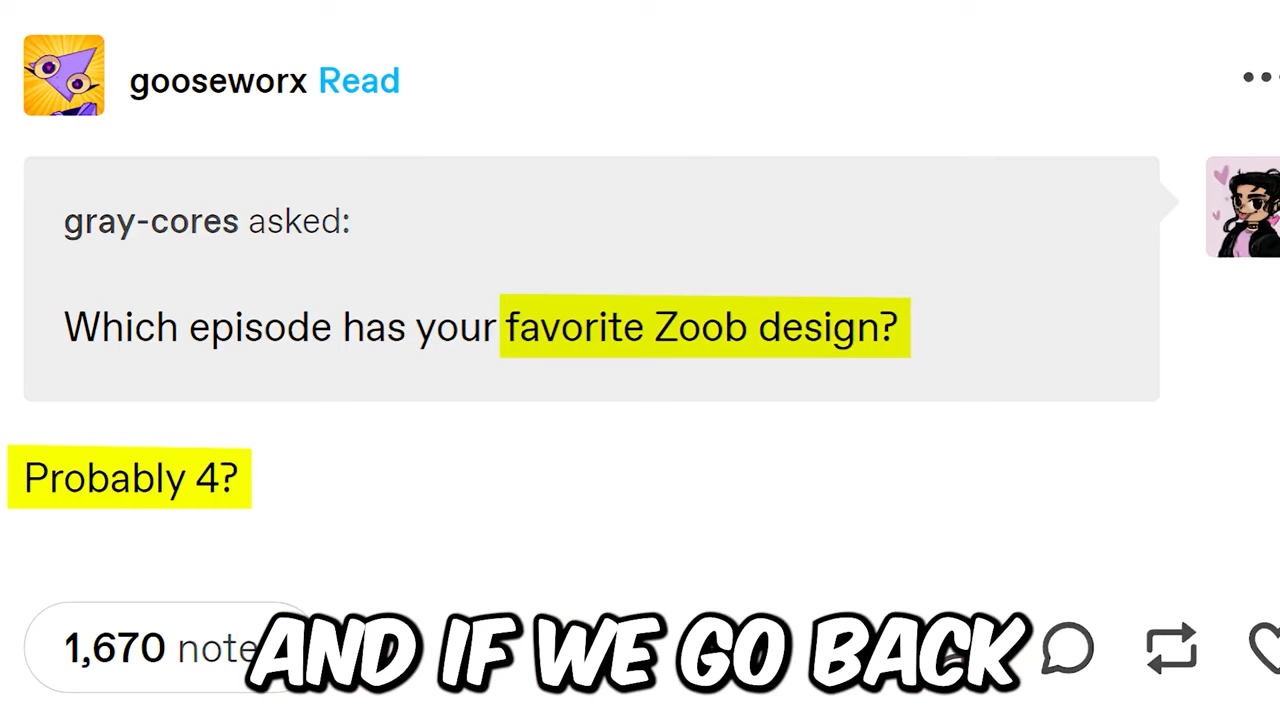 gooseworx Read
gray-cores asked:
Which episode has your favorite Zoob design?
Probably 4?
1,670 note
AND IF WE GO BACK